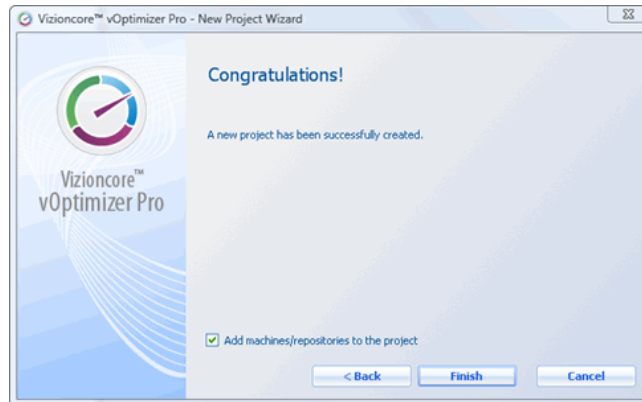 Vizioncore™ vOptimizer Pro - New Project Wizard
Congratulations!
A new project has been successfully created.
Vizioncore™
vOptimizer Pro
Add machines/repositories to the project
< Back
Finish
Cancel